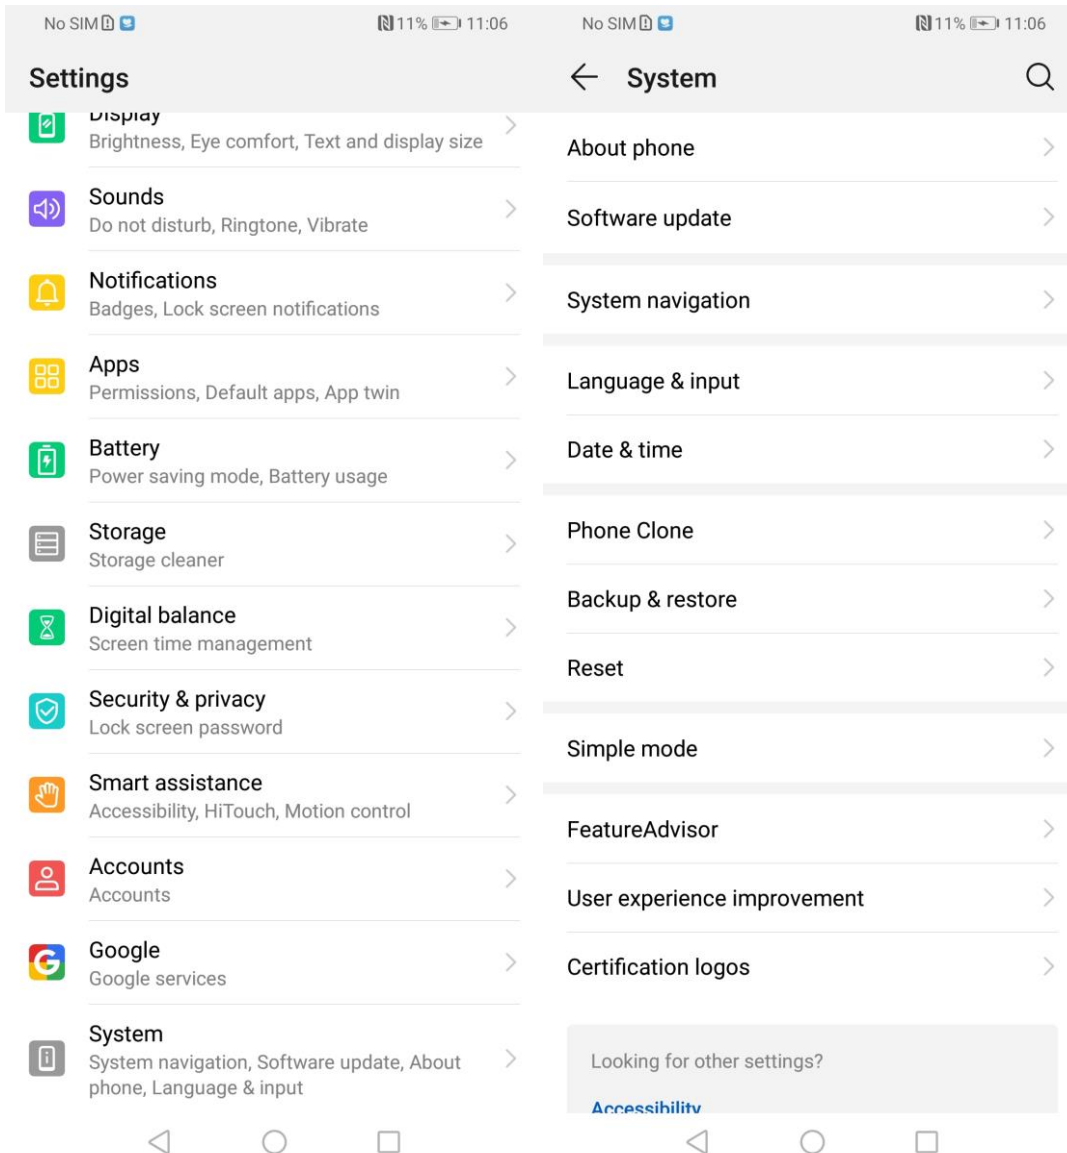 No SIM 11% 11:06
Settings
Display
Brightness, Eye comfort, Text and display size
Sounds
Do not disturb, Ringtone, Vibrate
Notifications
Badges, Lock screen notifications
Apps
Permissions, Default apps, App twin
Battery
Power saving mode, Battery usage
Storage
Storage cleaner
Digital balance
Screen time management
Security & privacy
Lock screen password
Smart assistance
Accessibility, HiTouch, Motion control
Accounts
Accounts
Google
Google services
System
System navigation, Software update, About
phone, Language & input
No SIM 11% 11:06
System
About phone
Software update
System navigation
Language & input
Date & time
Phone Clone
Backup & restore
Reset
Simple mode
FeatureAdvisor
User experience improvement
Certification logos
Looking for other settings?
Accessibility